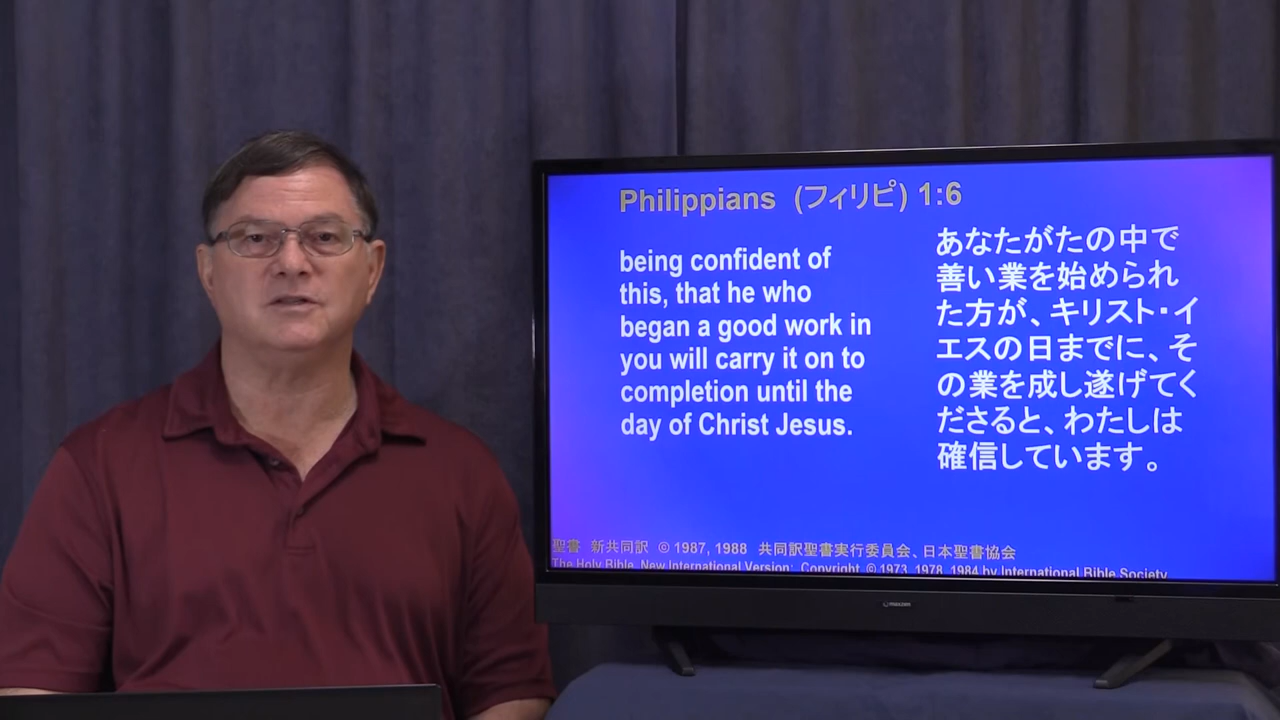 Philippians (フィリピ) 1:6
being confident of
this, that he who
began a good work in
you will carry it on to
completion until the
day of Christ Jesus.
あなたがたの中で
善い業を始められ
た方が、キリスト・イ
エスの日までに、そ
の業を成し遂げてく
ださると、わたしは
確信しています。
聖書 新共同訳 © 1987, 1988 共同訳聖書実行委員会、日本聖書協会
The Holy Bible, New International Version; Copyright © 1973, 1978, 1984 by International Bible Society
maxzen